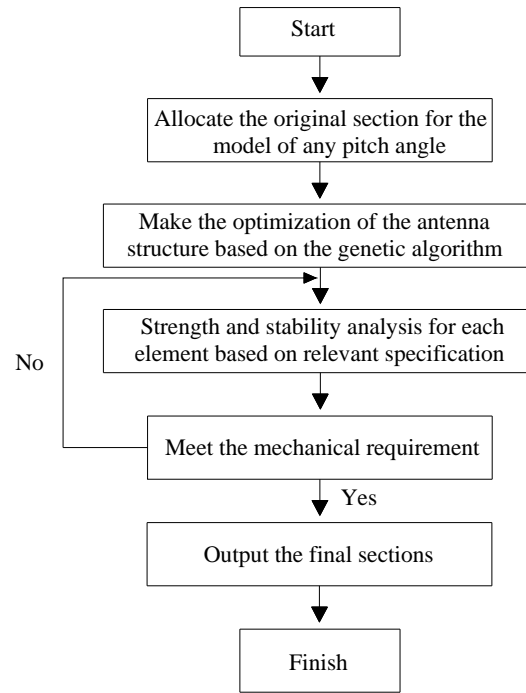 Start
Allocate the original section for the
model of any pitch angle
Make the optimization of the antenna
structure based on the genetic algorithm
Strength and stability analysis for each
element based on relevant specification
No
Meet the mechanical requirement
Yes
Output the final sections
Finish